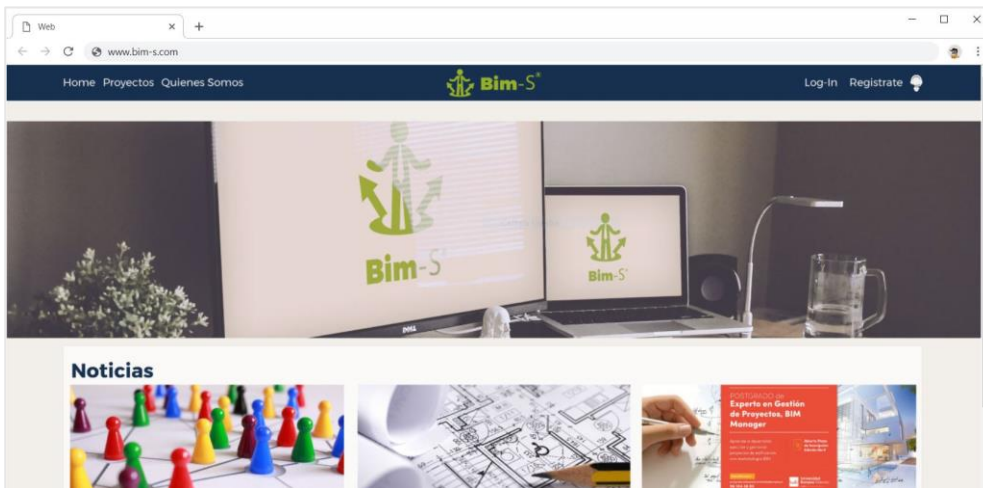 Web
www.bim-s.com
Home Proyectos Quienes Somos
Bim-S®
Log-In Registrate
Bim-S®
Bim-S®
DELL
Noticias
POSTGRADO de
Experto en Gestión
de Proyectos, BIM
Manager